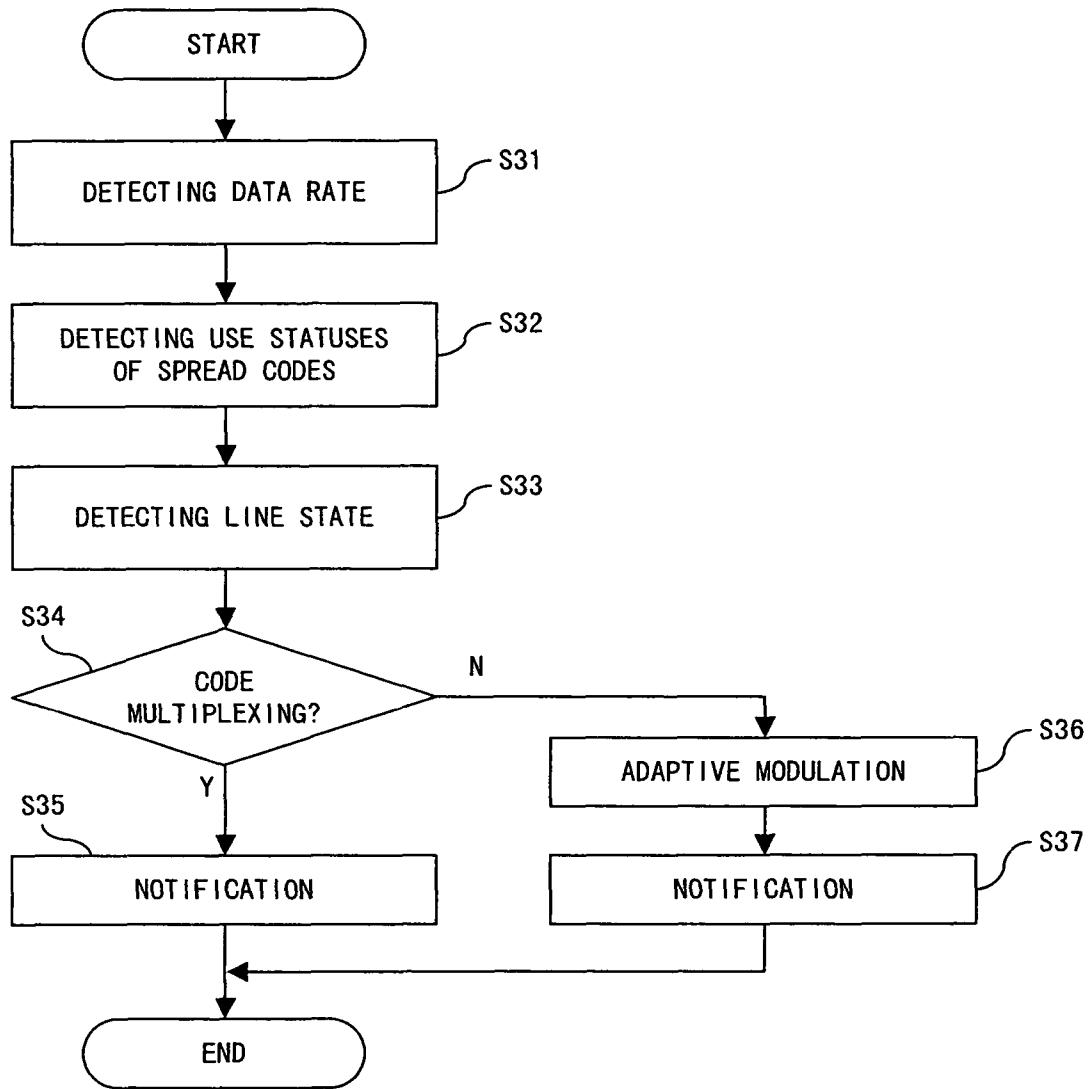 START
DETECTING DATA RATE
S31
DETECTING USE STATUSES
OF SPREAD CODES
S32
DETECTING LINE STATE
S33
S34
CODE
MULTIPLEXING?
N
Y
ADAPTIVE MODULATION
S36
S35
NOTIFICATION
NOTIFICATION
S37
END